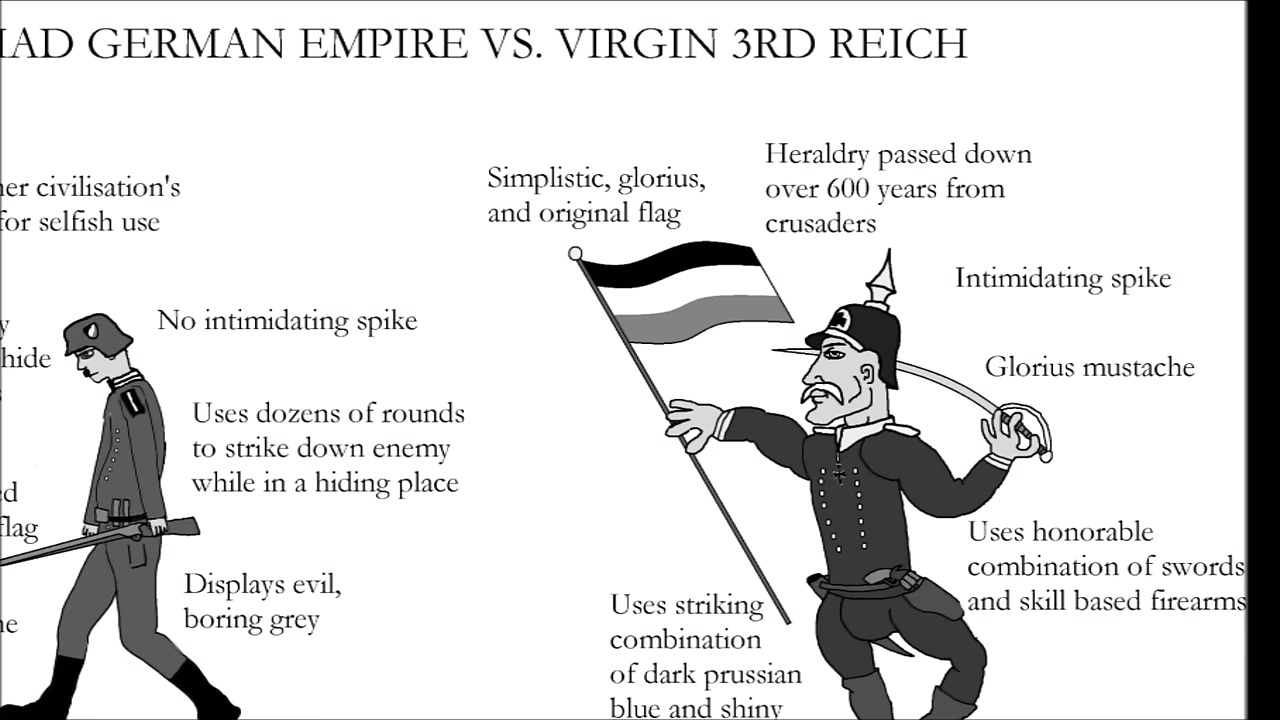 GERMAN EMPIRE VS. VIRGIN 3RD REICH
civilisation's
for selfish use
No intimidating spike
hide
Uses dozens of rounds
to strike down enemy
while in a hiding place
flag
Displays evil,
boring grey
Simplistic, glorius,
and original flag
Heraldry passed down
over 600 years from
crusaders
Intimidating spike
Glorius mustache
Uses honorable
combination of swords
and skill based firearms
Uses striking
combination
of dark prussian
blue and shiny